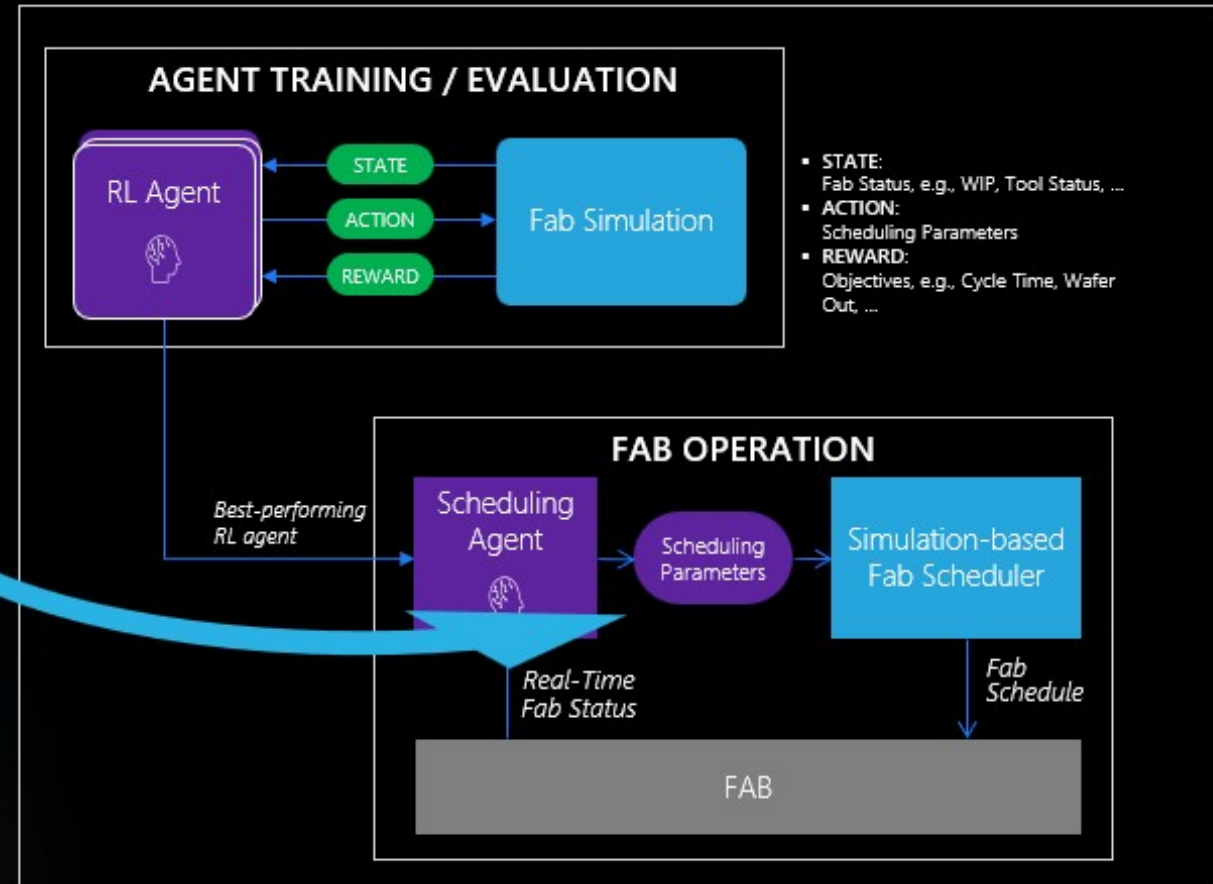 AGENT TRAINING / EVALUATION
RL Agent
STATE
ACTION
REWARD
Fab Simulation
▪ STATE:
Fab Status, e.g., WIP, Tool Status, ...
▪ ACTION:
Scheduling Parameters
▪ REWARD:
Objectives, e.g., Cycle Time, Wafer
Out, ...
Best-performing
RL agent
FAB OPERATION
Scheduling
Agent
Scheduling
Parameters
Simulation-based
Fab Scheduler
Real-Time
Fab Status
Fab
Schedule
FAB